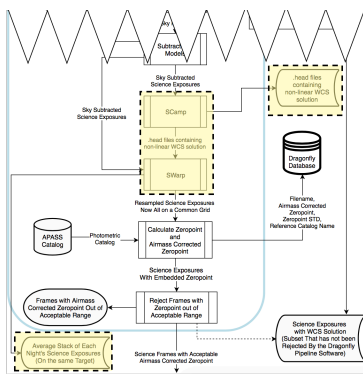 Subtract
Models
Sky Subtracted
Science Exposures
Sky Subtracted
Science Exposures
SCamp
.head files containing
non-linear WCS solution
SWarp
.head files
containing
non-linear WCS
solution
Dragonfly
Database
Resampled Science Exposures
Now All on a Common Grid
Filename,
Airmass Corrected
Zeropoint,
Zeropoint STD,
Reference Catalog Name
APASS
Catalog
Photometric
Catalog
Calculate Zeropoint and
Airmass Corrected
Zeropoint
Science Exposures
With Embedded Zeropoint
Frames with Airmass
Corrected Zeropoint Out of
Acceptable Range
Reject Frames with
Zeropoint out of
Acceptable Range
Science Exposures
with WCS Solution
(Subset That has not been
Rejected By the Dragonfly
Pipeline Software)
Average Stack of Each
Night's Science Exposures
(On the same Target)
Science Frames with Acceptable
Airmass Corrected Zeropoint